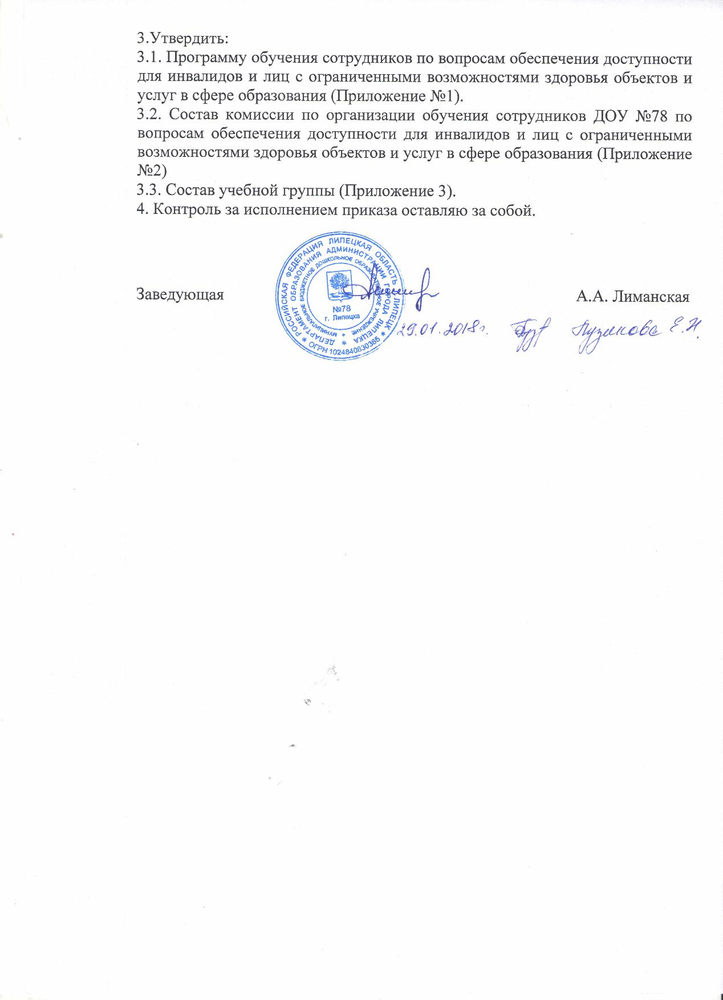 3.Утвердить:
3.1. Программу обучения сотрудников по вопросам обеспечения доступности
для инвалидов и лиц с ограниченными возможностями здоровья объектов и
услуг в сфере образования (Приложение №1).
3.2. Состав комиссии по организации обучения сотрудников ДОУ №78 по
вопросам обеспечения доступности для инвалидов и лиц с ограниченными
возможностями здоровья объектов и услуг в сфере образования (Приложение
№2)
3.3. Состав учебной группы (Приложение 3).
4. Контроль за исполнением приказа оставляю за собой.
РОССИЙСКАЯ ФЕДЕРАЦИЯ ЛИПЕЦКАЯ ОБЛАСТЬ Г. ЛИПЕЦК * ОГРН 1024840830365 *
ДЕПАРТАМЕНТ ОБРАЗОВАНИЯ АДМИНИСТРАЦИИ ГОРОДА ЛИПЕЦКА *
МУНИЦИПАЛЬНОЕ БЮДЖЕТНОЕ ДОШКОЛЬНОЕ ОБРАЗОВАТЕЛЬНОЕ УЧРЕЖДЕНИЕ *
№78
г. Липецка
Заведующая А.А. Лиманская
29.01.2018г. Е.И.